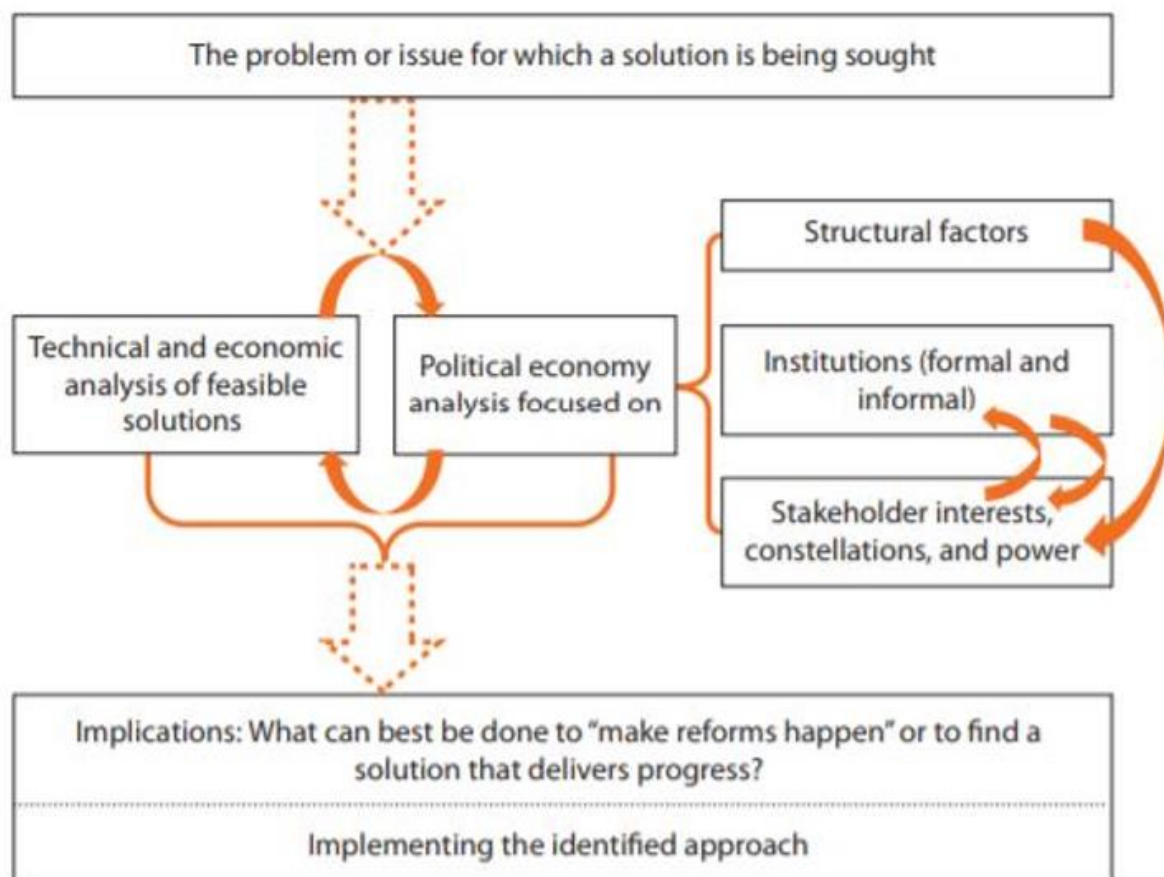 The problem or issue for which a solution is being sought
Structural factors
Technical and economic
analysis of feasible
solutions
Political economy
analysis focused on
Institutions (formal and
informal)
Stakeholder interests,
constellations, and power
Implications: What can best be done to “make reforms happen” or to find a
solution that delivers progress?
Implementing the identified approach